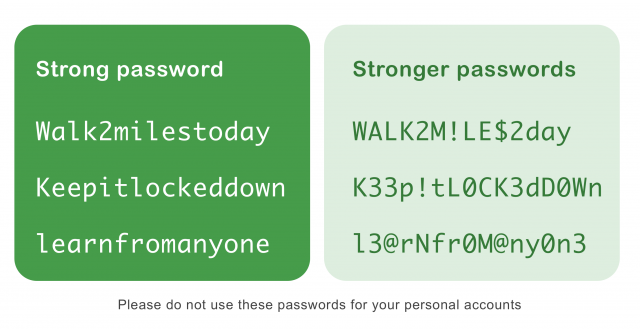 Strong password
Walk2milestoday
Keepitlockeddown
learnfromanyone
Stronger passwords
WALK2M!LE$2day
K33p!tL0CK3dD0Wn
l3@rNfr0M@ny0n3
Please do not use these passwords for your personal accounts